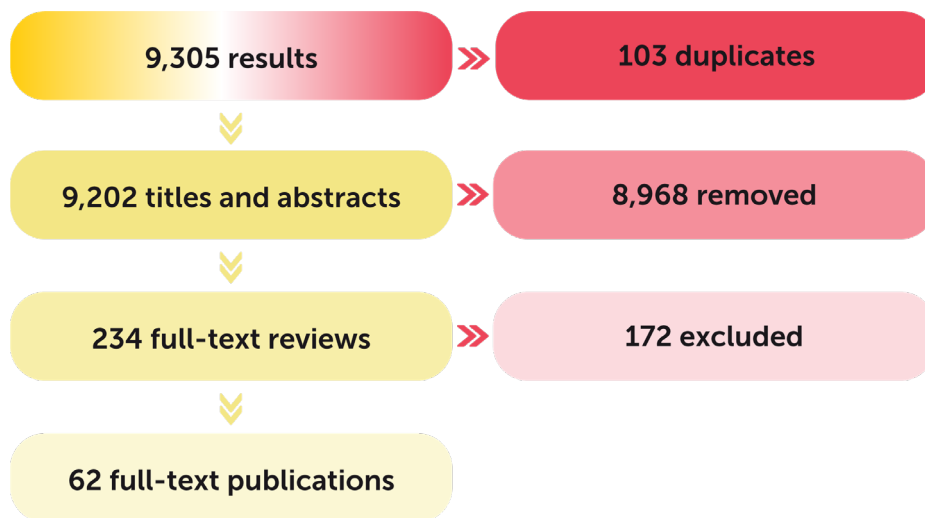 9,305 results
103 duplicates
9,202 titles and abstracts
8,968 removed
234 full-text reviews
172 excluded
62 full-text publications